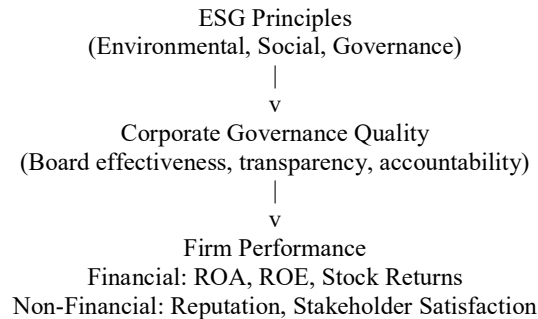 ESG Principles
(Environmental, Social, Governance)
|
v
Corporate Governance Quality
(Board effectiveness, transparency, accountability)
|
v
Firm Performance
Financial: ROA, ROE, Stock Returns
Non-Financial: Reputation, Stakeholder Satisfaction